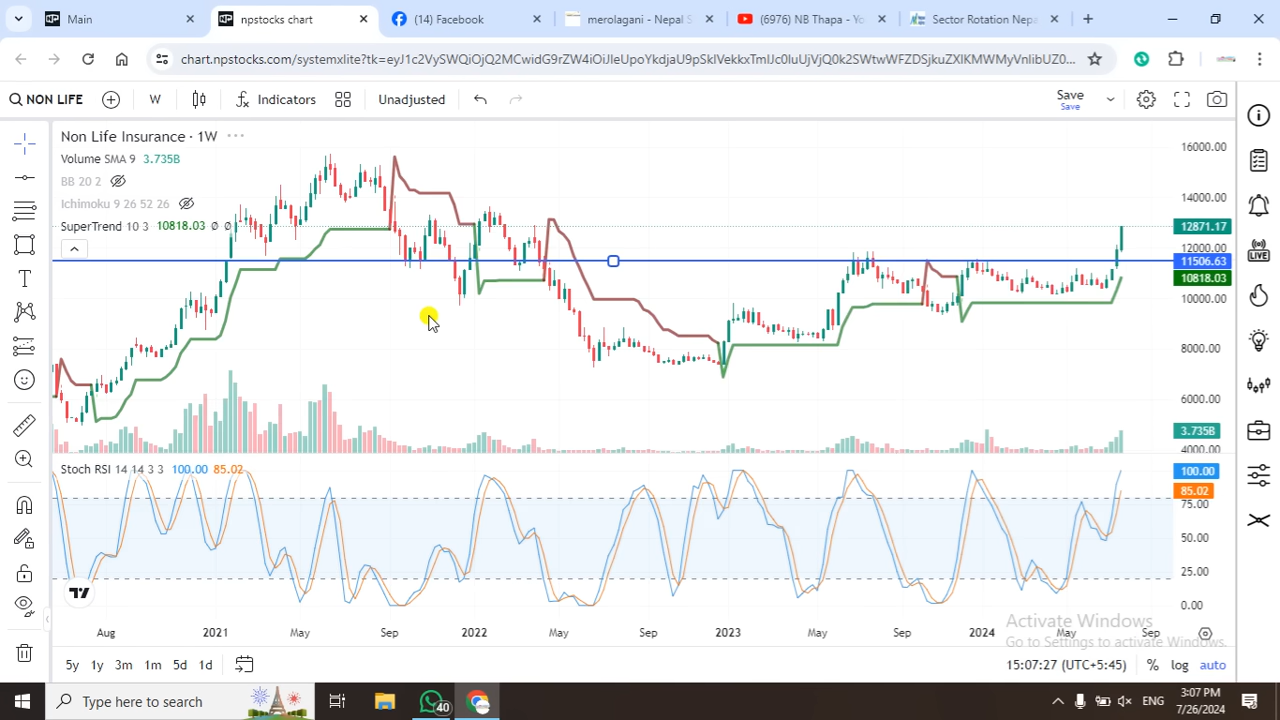 Main
npstocks chart
(14) Facebook
merolagani - Nepal S
(6976) NB Thapa - Yo
Sector Rotation Nepa
NON LIFE
W
Indicators
Unadjusted
Save
Save
Non Life Insurance · 1W
Volume SMA 9 3.735B
BB 20 2
Ichimoku 9 26 52 26
SuperTrend 10 3 10818.03 Ø Ø
16000.00
14000.00
12871.17
12000.00
11506.63
10818.03
10000.00
8000.00
6000.00
3.735B
4000.00
LIVE
Stoch RSI 14 14 3 3 100.00 85.02
100.00
85.02
75.00
50.00
25.00
0.00
Aug 2021 May Sep 2022 May Sep 2023 May Sep 2024 May Sep
Activate Windows
Go to Settings to activate Windows.
5y 1y 3m 1m 5d 1d
15:07:27 (UTC+5:45) % log auto
Type here to search
40
ENG
3:07 PM
7/26/2024